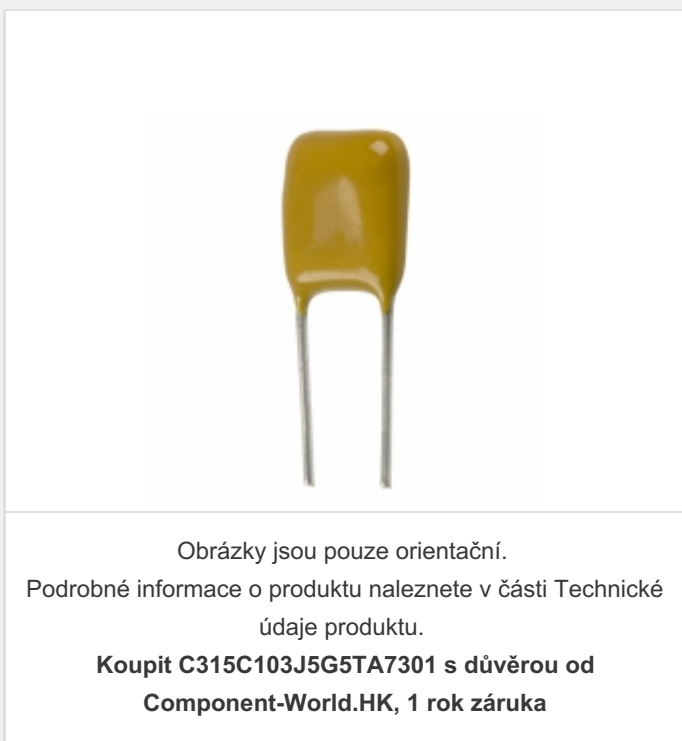 Obrázky jsou pouze orientační.
Podrobné informace o produktu naleznete v části Technické
údaje produktu.
Koupit C315C103J5G5TA7301 s důvěrou od
Component-World.HK, 1 rok záruka